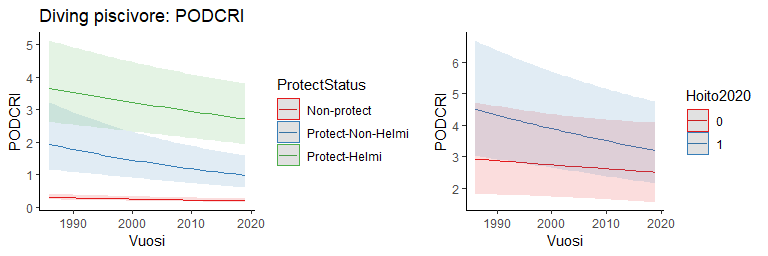 Diving piscivore: PODCRI
PODCRI
5
4
3
2
1
0
1990
2000
2010
2020
Vuosi
ProtectStatus
Non-protect
Protect-Non-Helmi
Protect-Helmi
PODCRI
6
5
4
3
2
1990
2000
2010
2020
Vuosi
Hoito2020
0
1